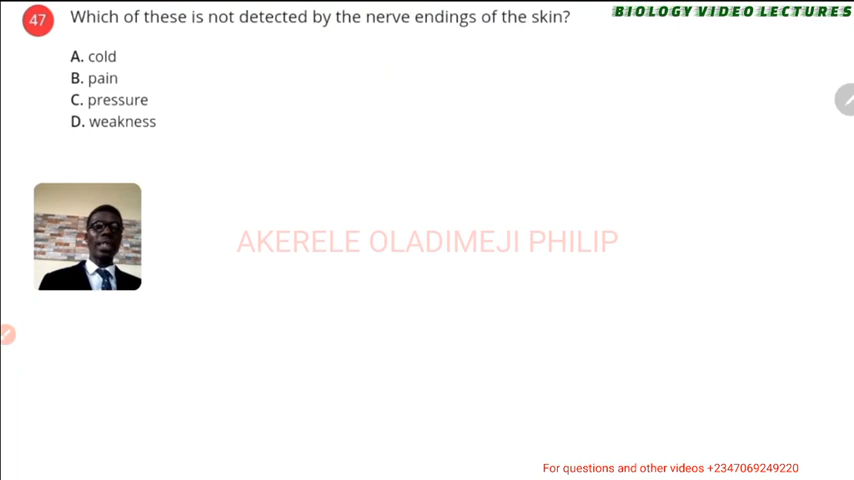 BIOLOGY VIDEO LECTURES
47 Which of these is not detected by the nerve endings of the skin?
A. cold
B. pain
C. pressure
D. weakness
AKERELE OLADIMEJI PHILIP
For questions and other videos +2347069249220